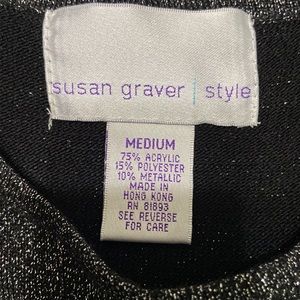 susan graver | style
MEDIUM
75% ACRYLIC
15% POLYESTER
10% METALLIC
MADE IN
HONG KONG
RN 81893
SEE REVERSE
FOR CARE